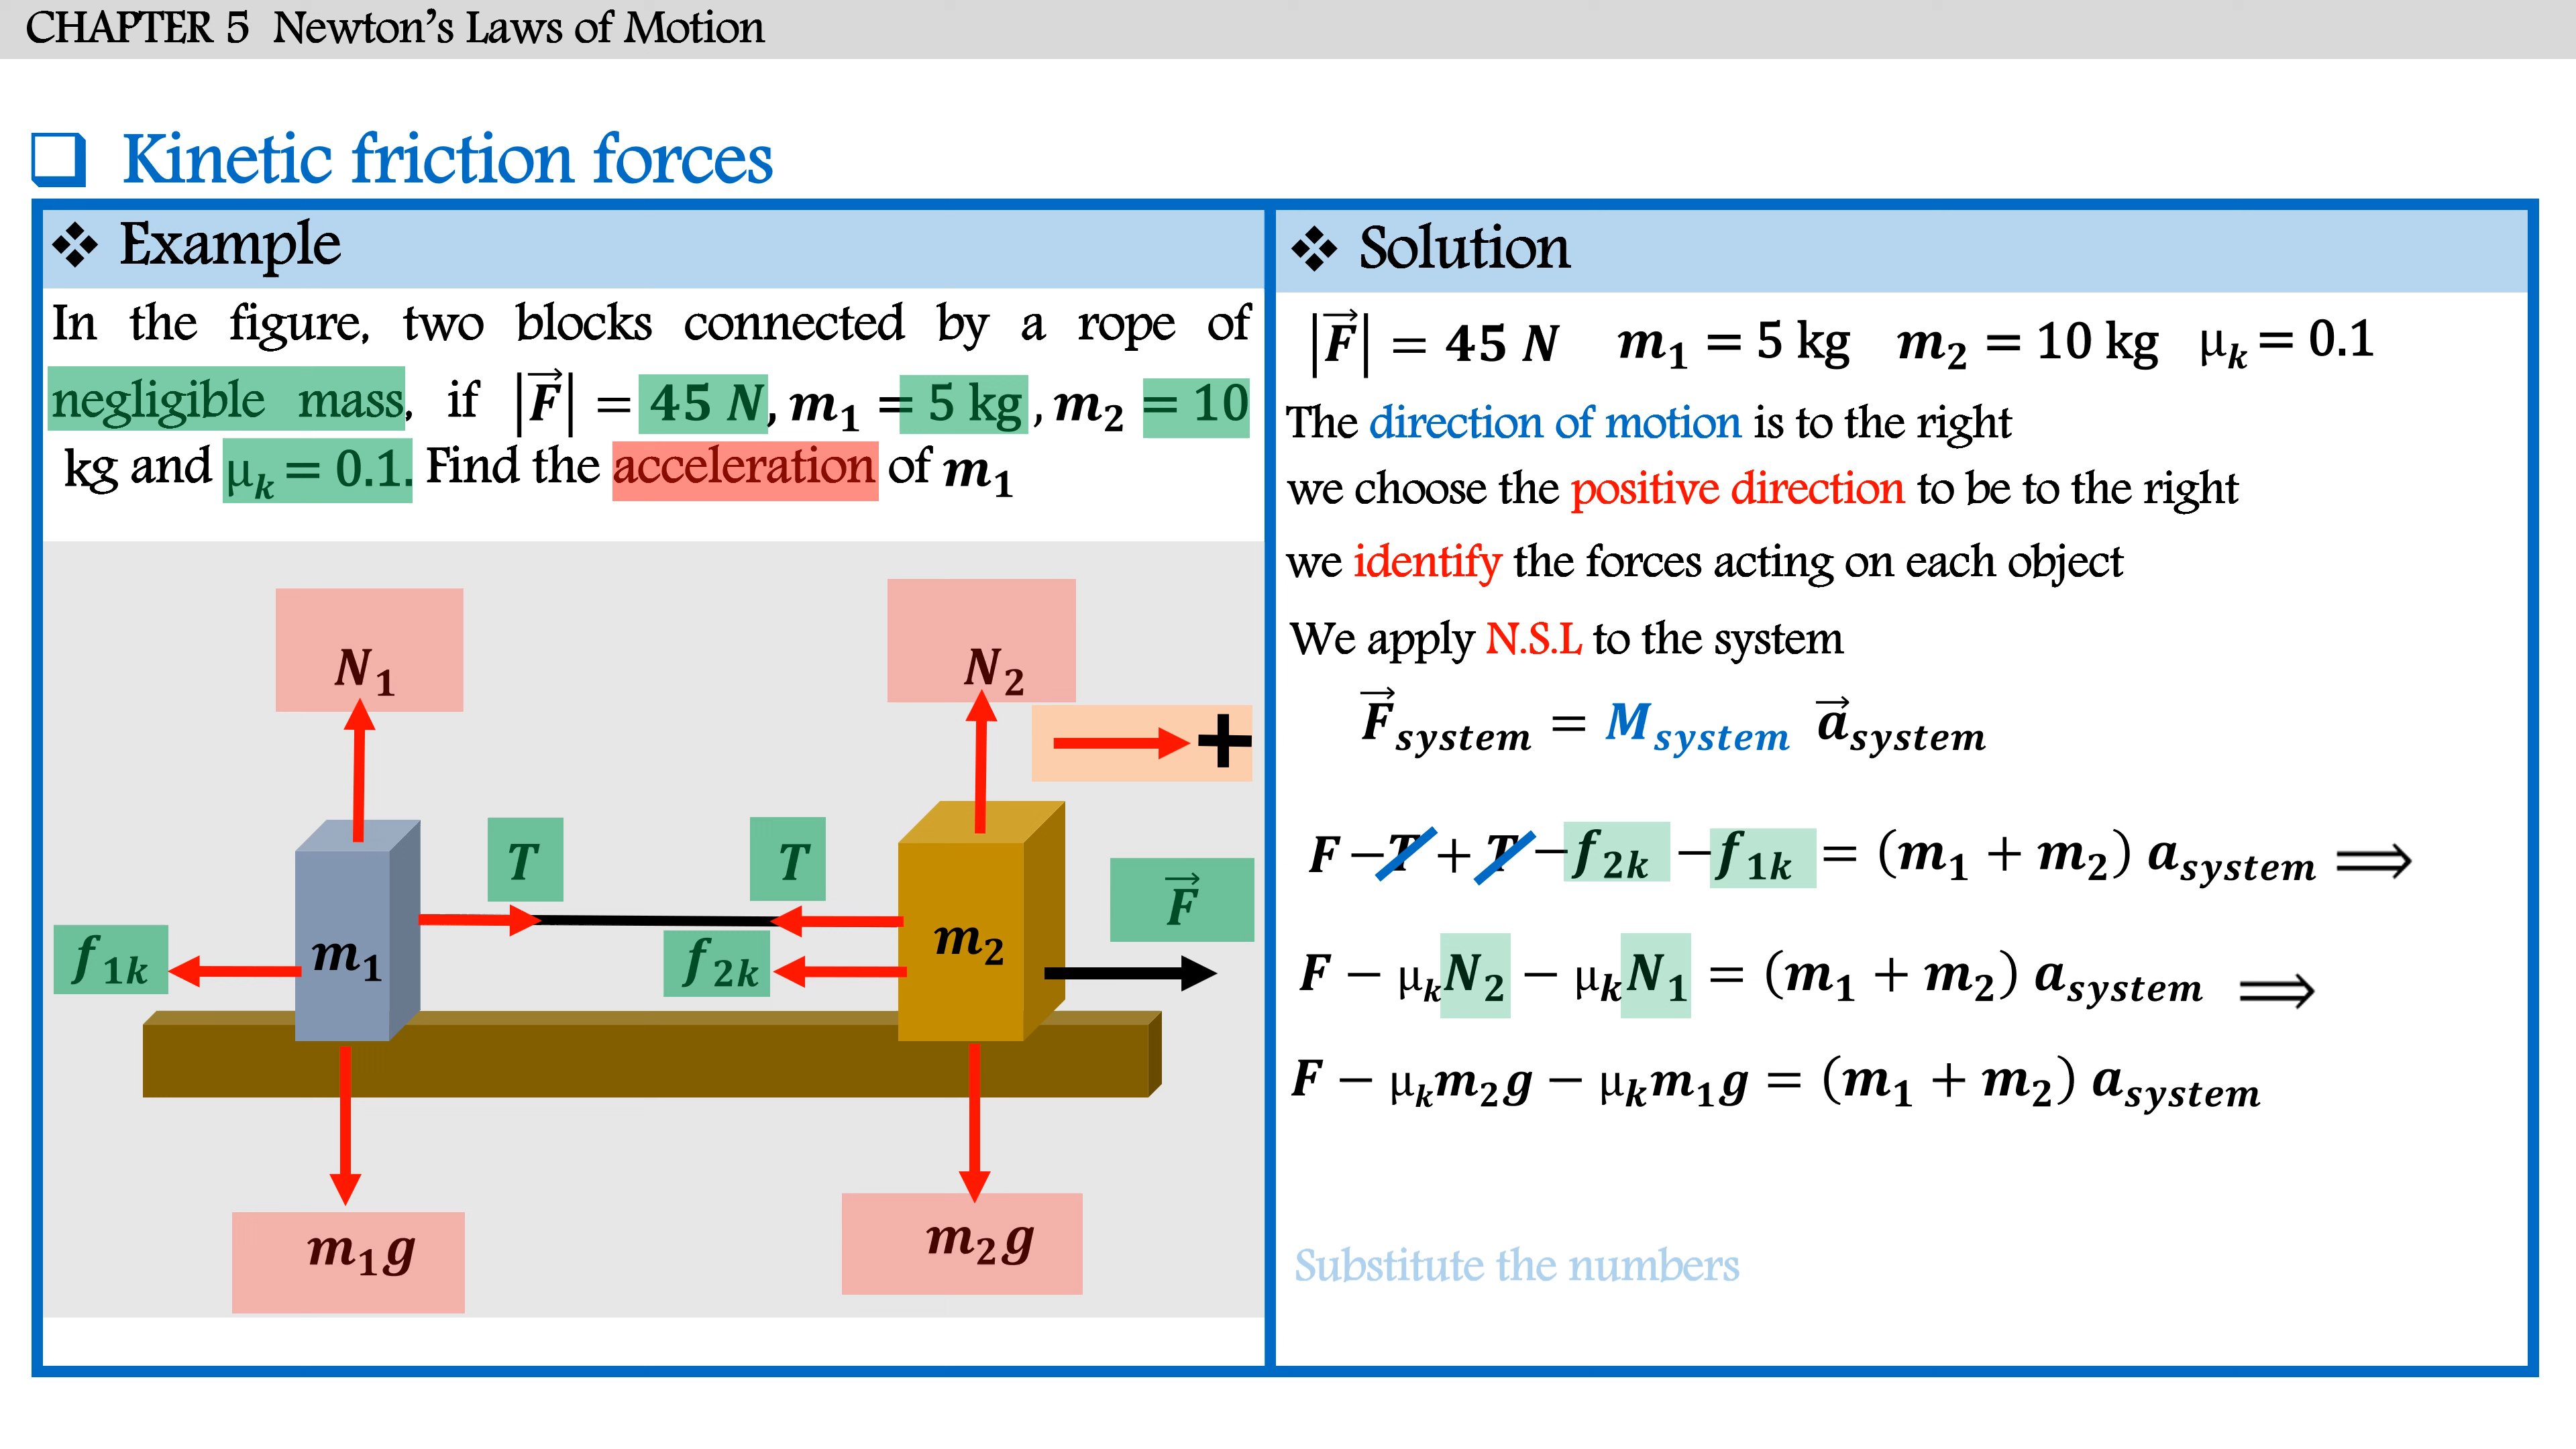 CHAPTER 5 Newton’s Laws of Motion
Kinetic friction forces
Example
In the figure, two blocks connected by a rope of
negligible mass, if |F⃗| = 45 N, m₁ = 5 kg, m₂ = 10
kg and μₖ = 0.1. Find the acceleration of m₁
N₁
N₂
+
T
T
F⃗
f₁ₖ
m₁
f₂ₖ
m₂
m₁g
m₂g
Solution
|F⃗| = 45 N m₁ = 5 kg m₂ = 10 kg μₖ = 0.1
The direction of motion is to the right
we choose the positive direction to be to the right
we identify the forces acting on each object
We apply N.S.L to the system
F⃗system = Msystem a⃗system
F − T + T − f₂ₖ − f₁ₖ = (m₁ + m₂) asystem ⟹
F − μₖN₂ − μₖN₁ = (m₁ + m₂) asystem ⟹
F − μₖm₂g − μₖm₁g = (m₁ + m₂) asystem
Substitute the numbers